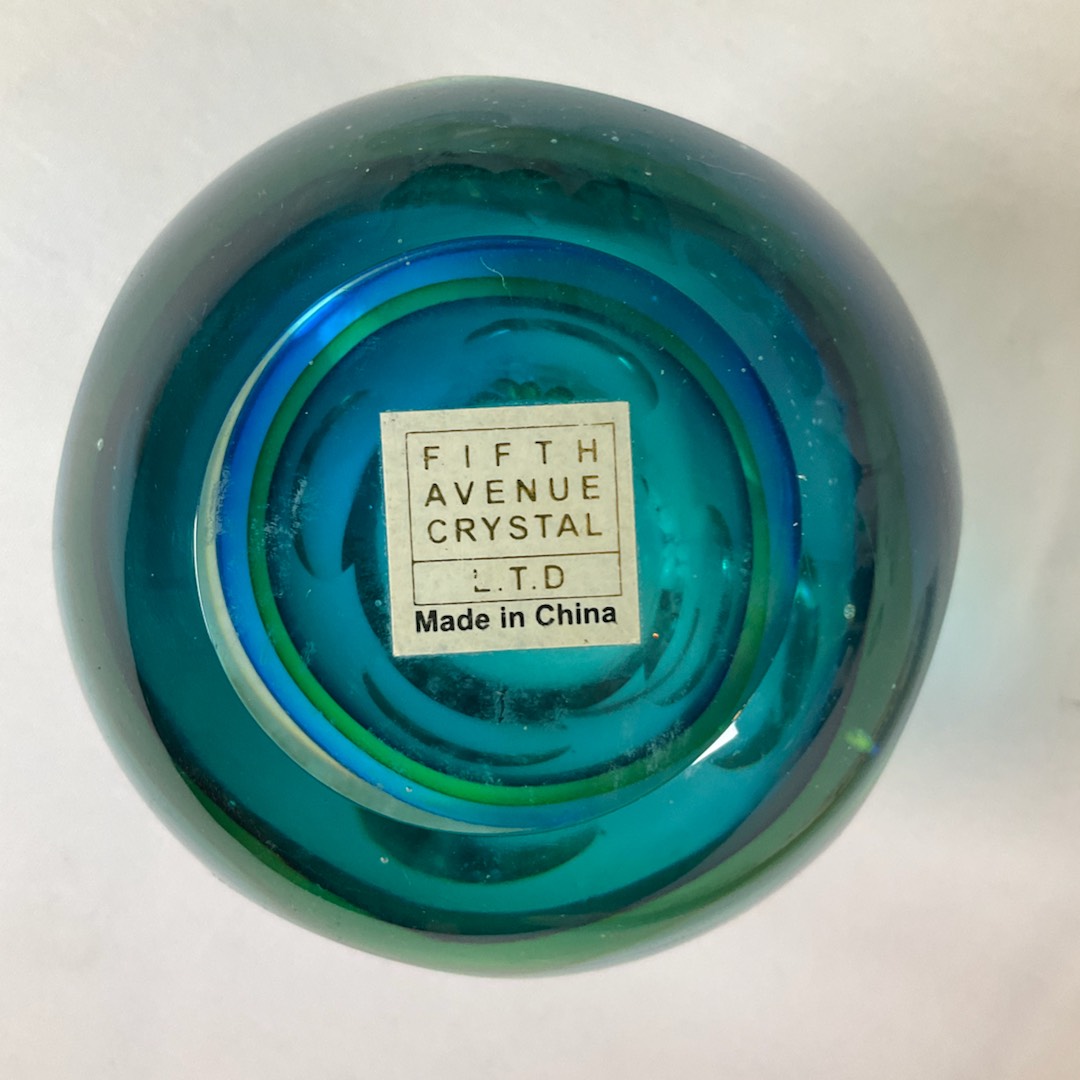 FIFTH
AVENUE
CRYSTAL
L.T.D
Made in China